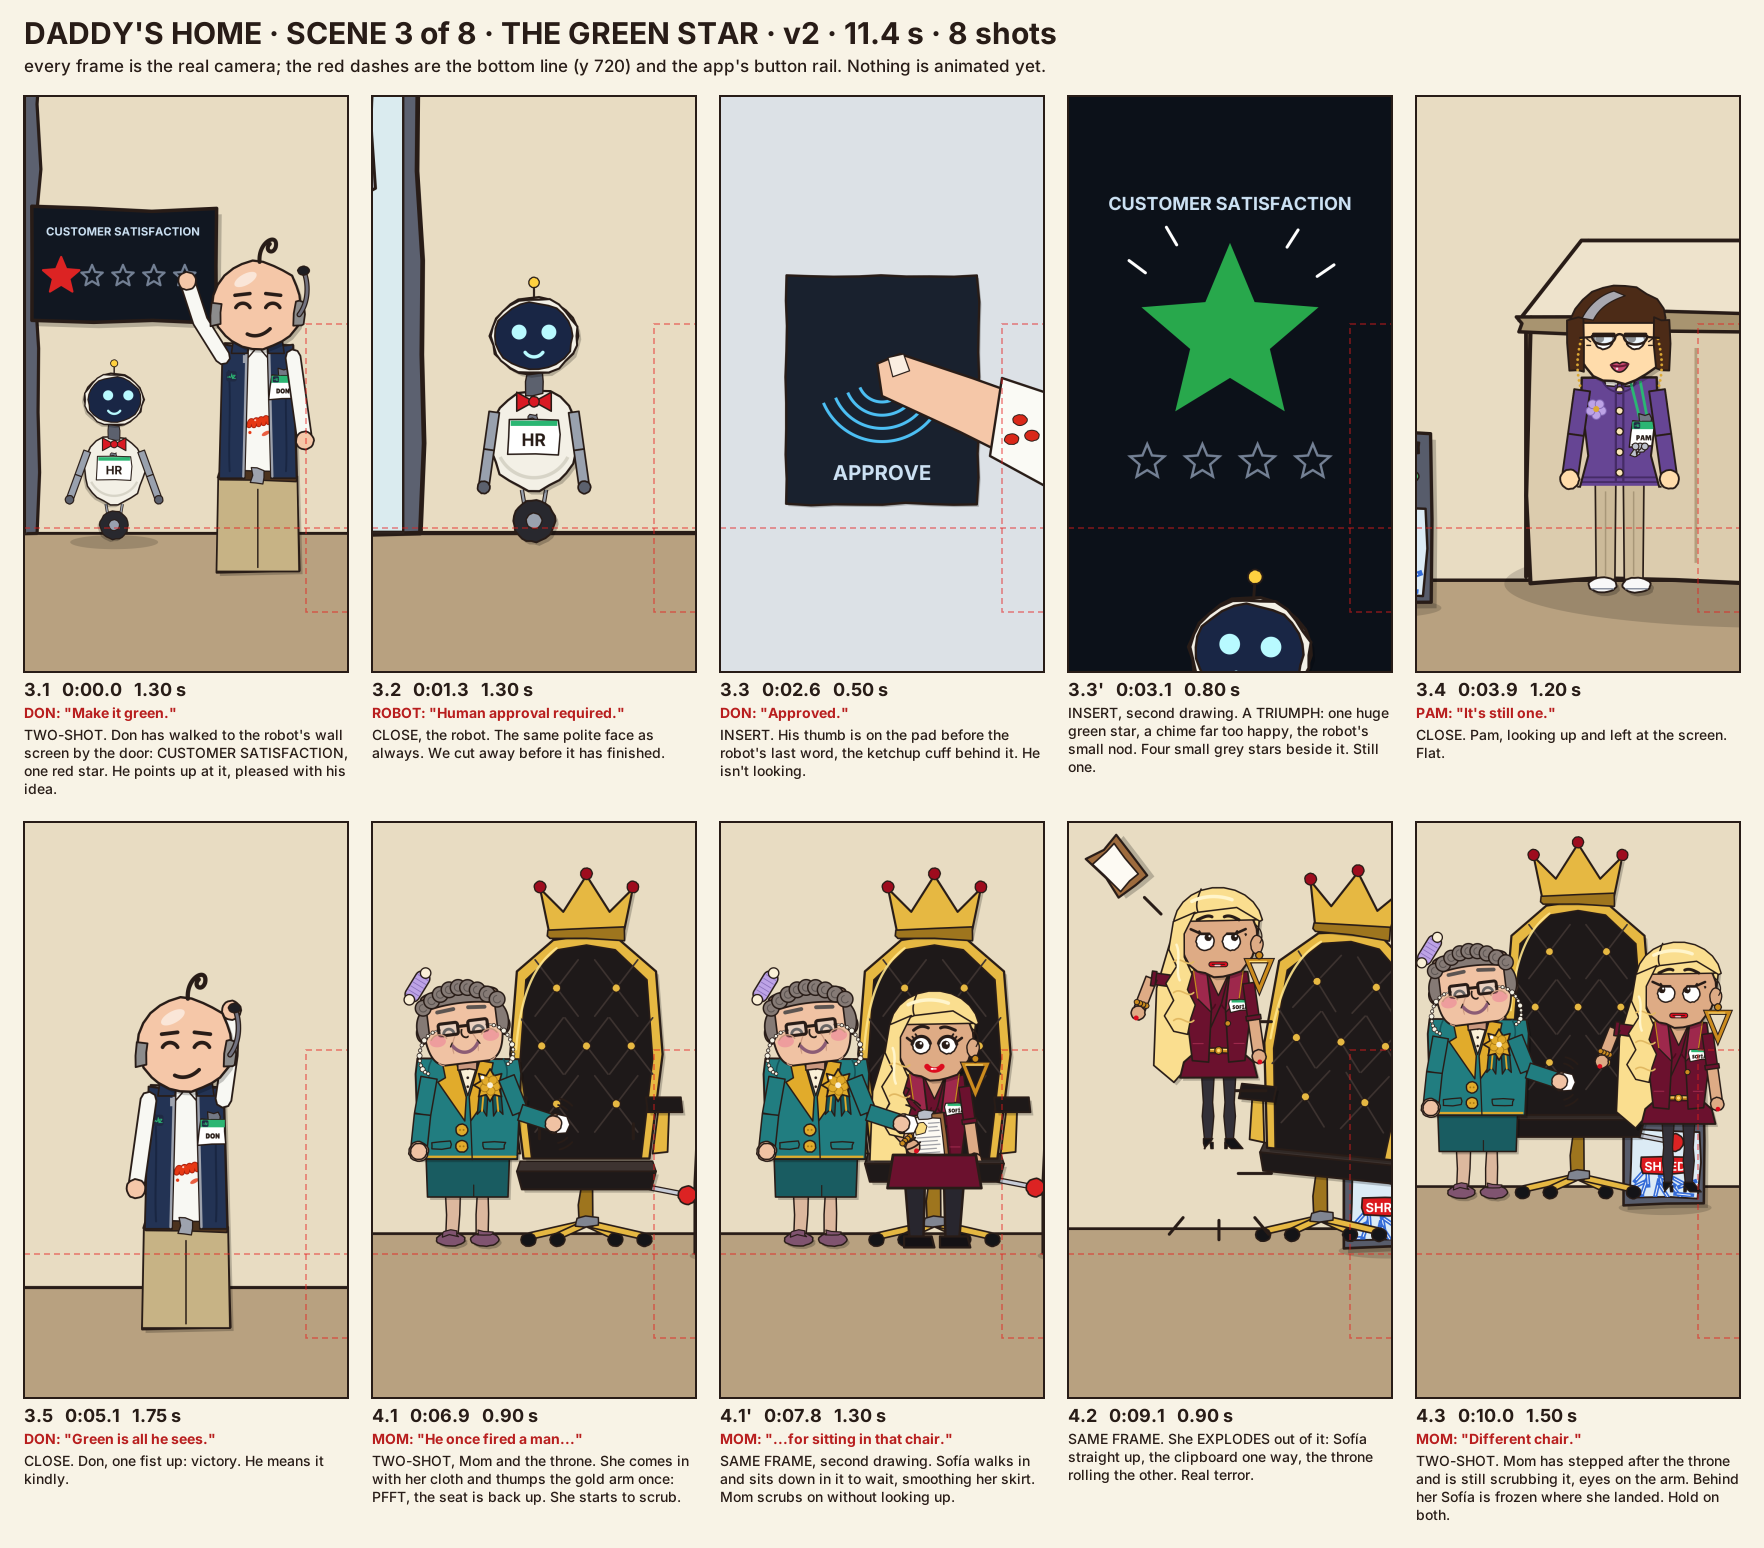 DADDY'S HOME · SCENE 3 of 8 · THE GREEN STAR · v2 · 11.4 s · 8 shots
every frame is the real camera; the red dashes are the bottom line (y 720) and the app's button rail. Nothing is animated yet.
CUSTOMER SATISFACTION
HR
DON
HR
APPROVE
CUSTOMER SATISFACTION
PAM
3.1 0:00.0 1.30 s
DON: "Make it green."
TWO-SHOT. Don has walked to the robot's wall
screen by the door: CUSTOMER SATISFACTION,
one red star. He points up at it, pleased with his
idea.
3.2 0:01.3 1.30 s
ROBOT: "Human approval required."
CLOSE, the robot. The same polite face as
always. We cut away before it has finished.
3.3 0:02.6 0.50 s
DON: "Approved."
INSERT. His thumb is on the pad before the
robot's last word, the ketchup cuff behind it. He
isn't looking.
3.3' 0:03.1 0.80 s
INSERT, second drawing. A TRIUMPH: one huge
green star, a chime far too happy, the robot's
small nod. Four small grey stars beside it. Still
one.
3.4 0:03.9 1.20 s
PAM: "It's still one."
CLOSE. Pam, looking up and left at the screen.
Flat.
DON
SOFI
SOFI
SHR
SOFI
SHRED
3.5 0:05.1 1.75 s
DON: "Green is all he sees."
CLOSE. Don, one fist up: victory. He means it
kindly.
4.1 0:06.9 0.90 s
MOM: "He once fired a man..."
TWO-SHOT, Mom and the throne. She comes in
with her cloth and thumps the gold arm once:
PFFT, the seat is back up. She starts to scrub.
4.1' 0:07.8 1.30 s
MOM: "...for sitting in that chair."
SAME FRAME, second drawing. Sofía walks in
and sits down in it to wait, smoothing her skirt.
Mom scrubs on without looking up.
4.2 0:09.1 0.90 s
SAME FRAME. She EXPLODES out of it: Sofía
straight up, the clipboard one way, the throne
rolling the other. Real terror.
4.3 0:10.0 1.50 s
MOM: "Different chair."
TWO-SHOT. Mom has stepped after the throne
and is still scrubbing it, eyes on the arm. Behind
her Sofía is frozen where she landed. Hold on
both.